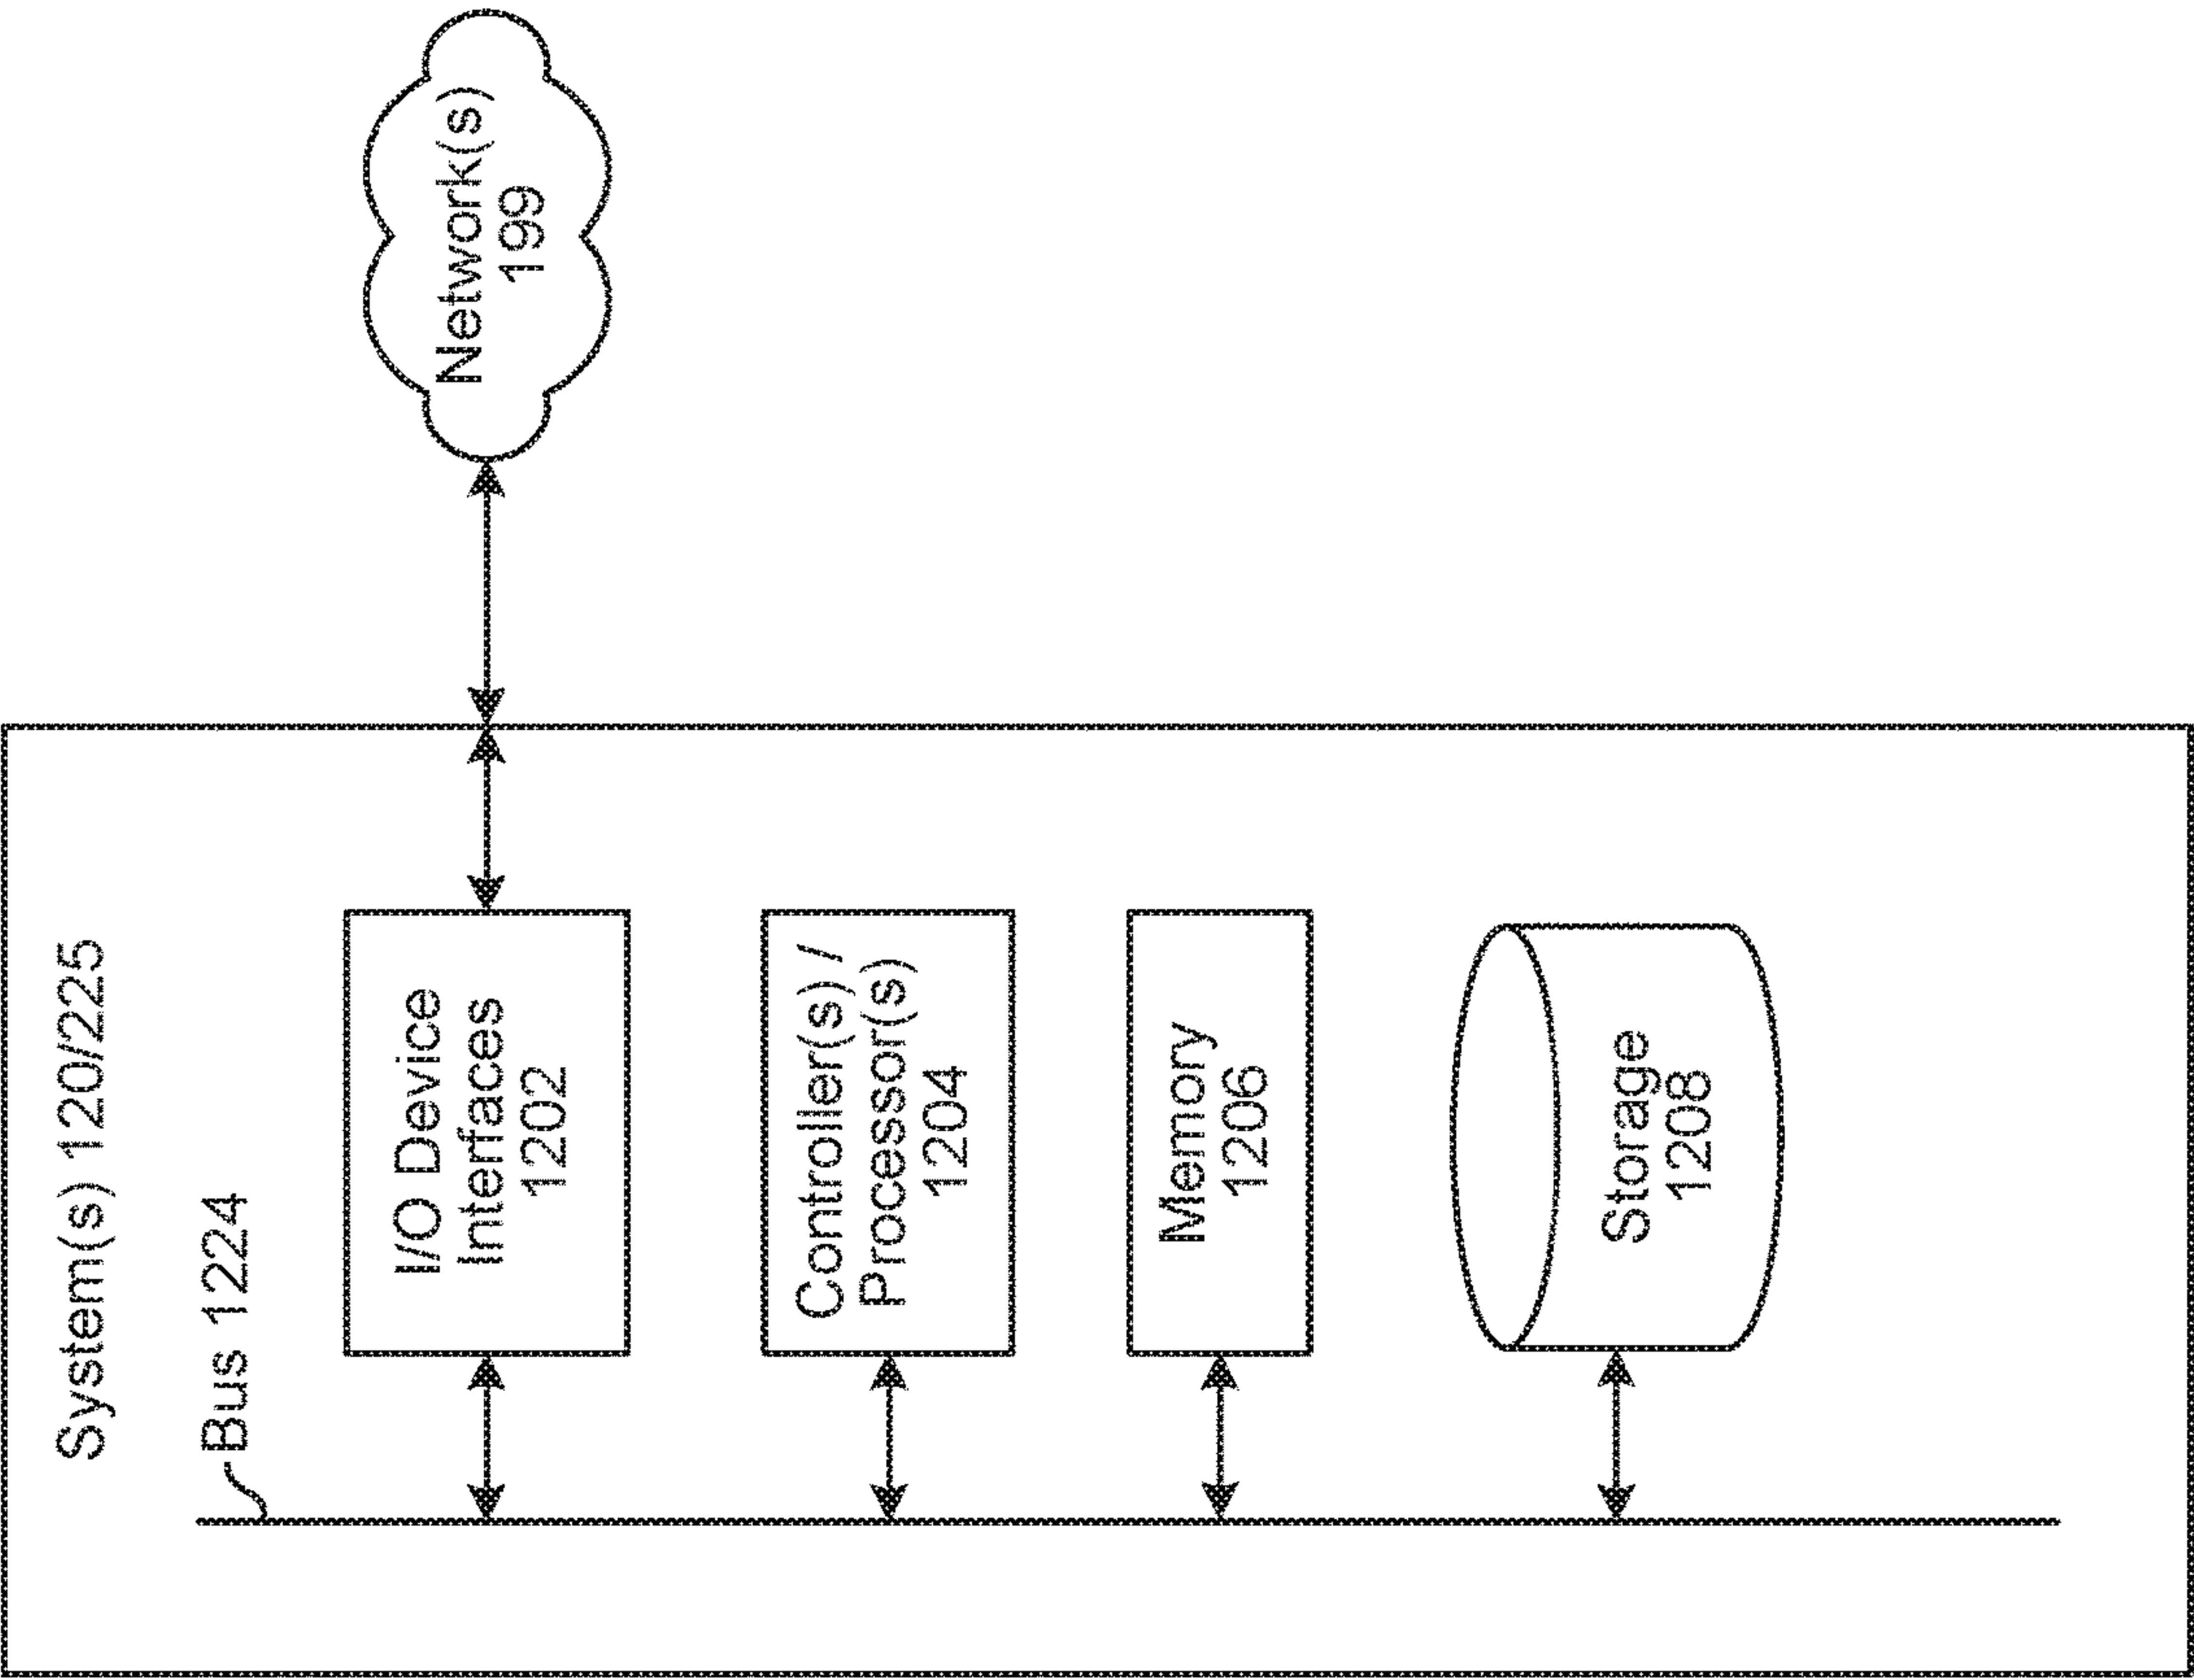 System(s) 120/225
Bus 1224
I/O Device
Interfaces
1202
Network(s)
199
Controller(s) /
Processor(s)
1204
Memory
1206
Storage
1208